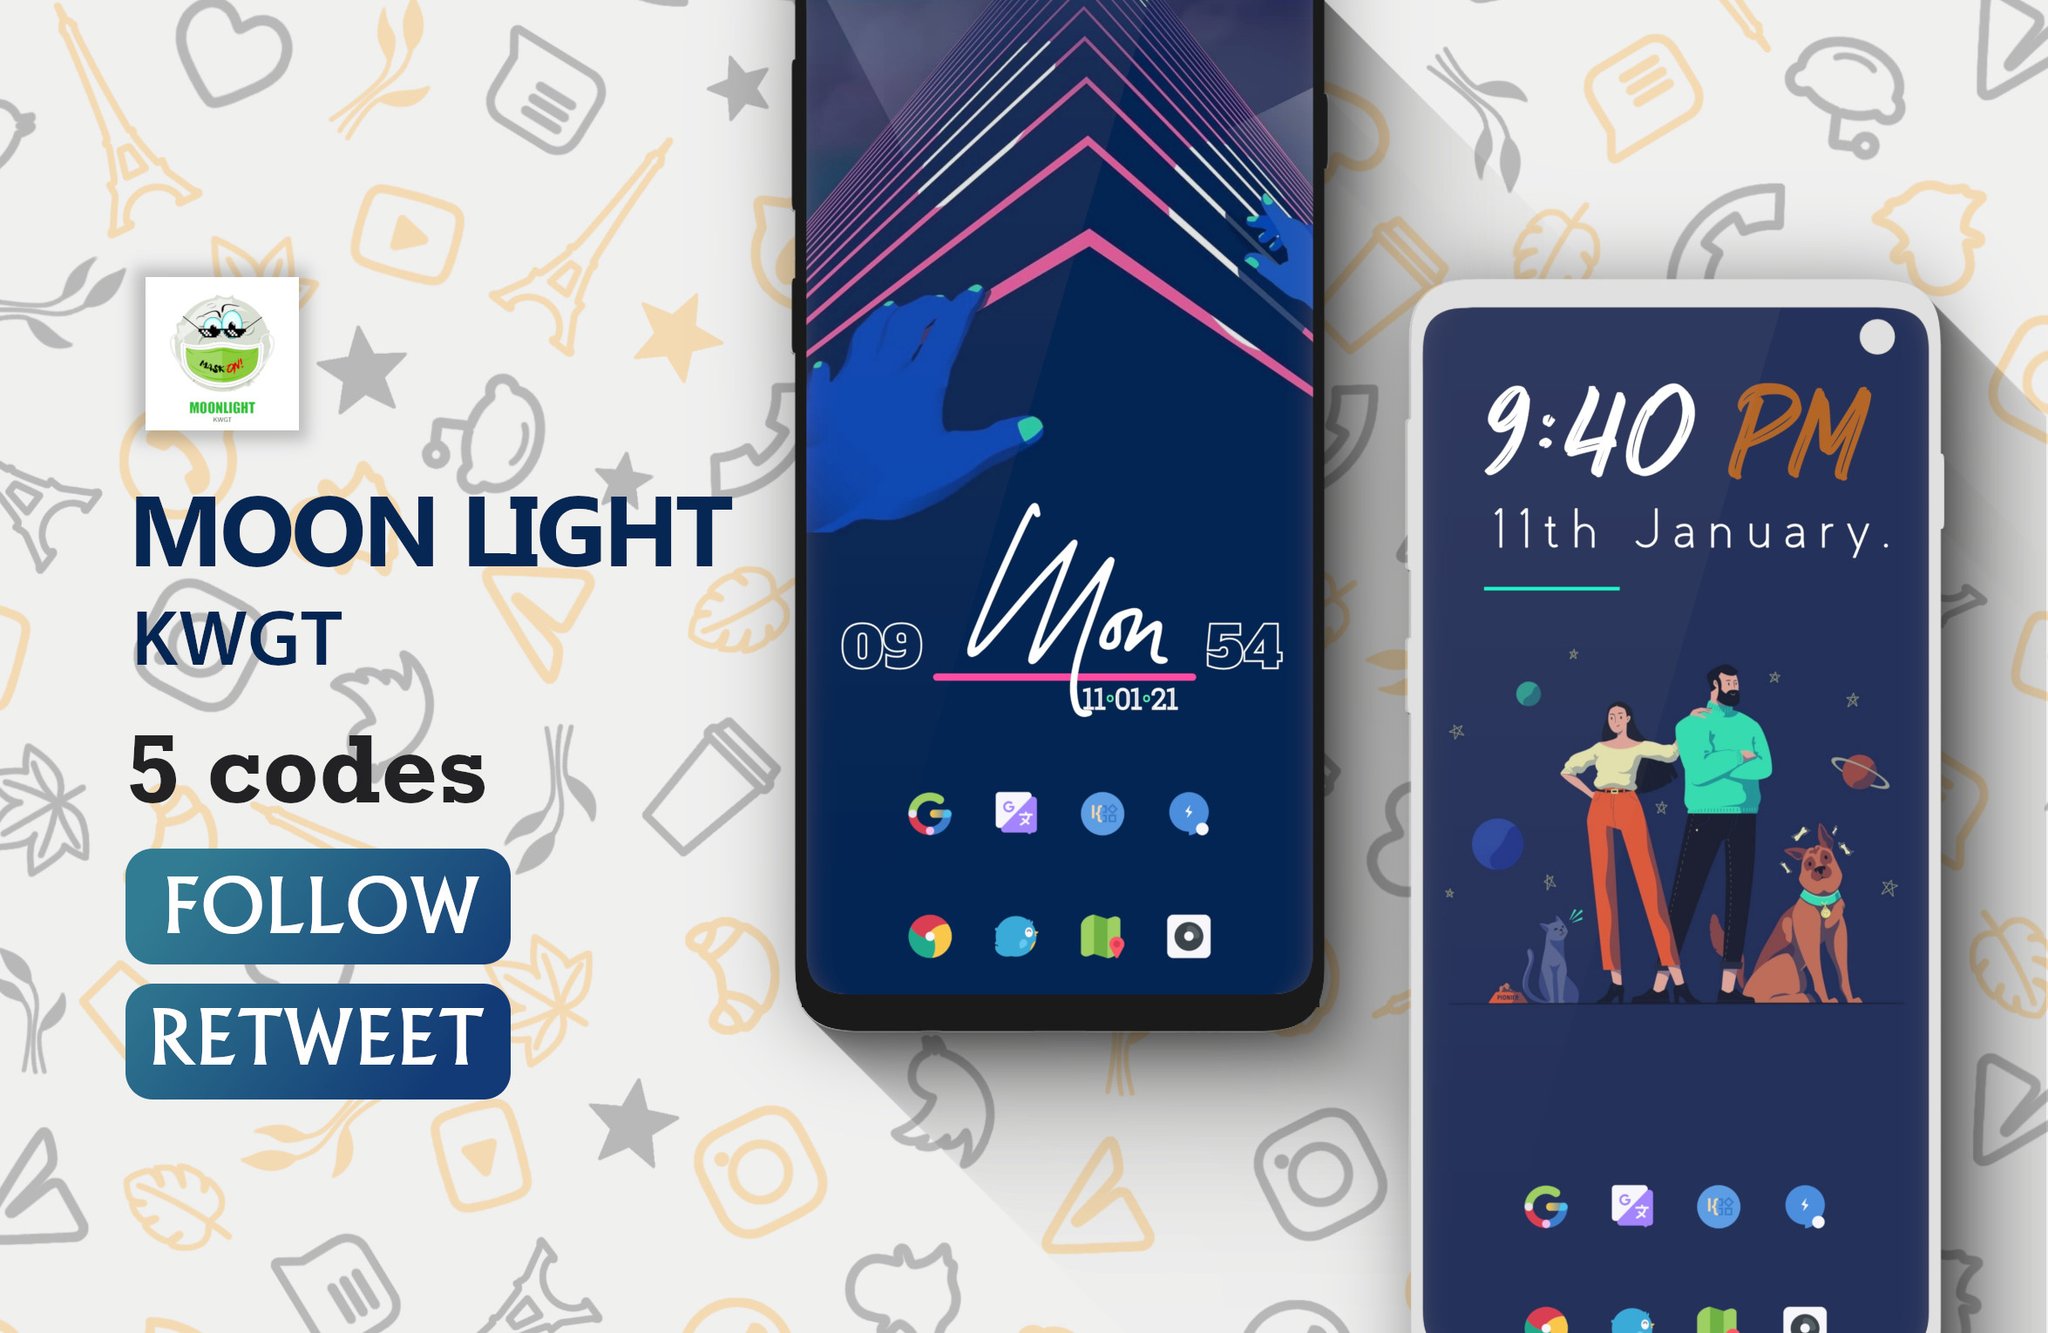 MASK ON!
MOONLIGHT
KWGT
MOON LIGHT
KWGT
5 codes
FOLLOW
RETWEET
09
Mon
54
11•01•21
9:40 PM
11th January.
PIONEER